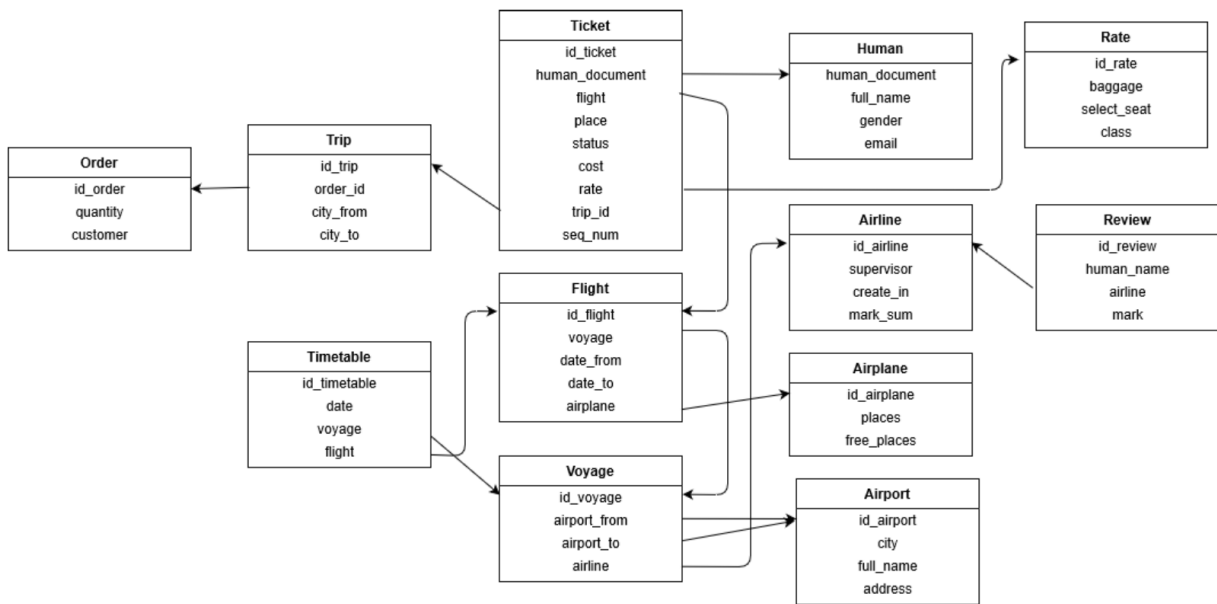 Ticket
id_ticket
human_document
flight
place
status
cost
rate
trip_id
seq_num
Human
human_document
full_name
gender
email
Rate
id_rate
baggage
select_seat
class
Trip
id_trip
order_id
city_from
city_to
Order
id_order
quantity
customer
Airline
id_airline
supervisor
create_in
mark_sum
Review
id_review
human_name
airline
mark
Flight
id_flight
voyage
date_from
date_to
airplane
Timetable
id_timetable
date
voyage
flight
Airplane
id_airplane
places
free_places
Voyage
id_voyage
airport_from
airport_to
airline
Airport
id_airport
city
full_name
address